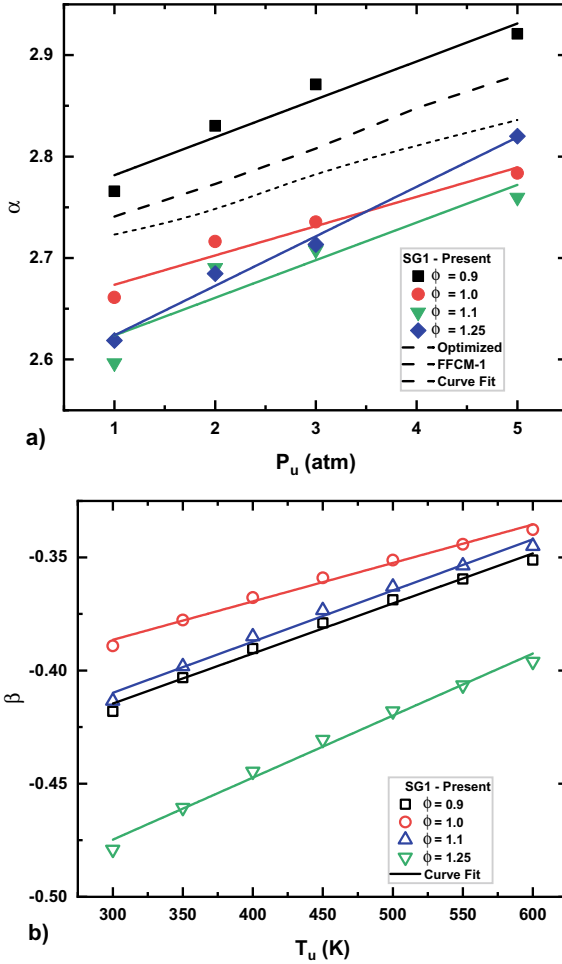 2.9
2.8
2.7
2.6
α
SG1 - Present
ϕ = 0.9
ϕ = 1.0
ϕ = 1.1
ϕ = 1.25
Optimized
FFCM-1
Curve Fit
1 2 3 4 5
a)
P_u (atm)
-0.35
-0.40
-0.45
-0.50
β
SG1 - Present
ϕ = 0.9
ϕ = 1.0
ϕ = 1.1
ϕ = 1.25
Curve Fit
300 350 400 450 500 550 600
b)
T_u (K)